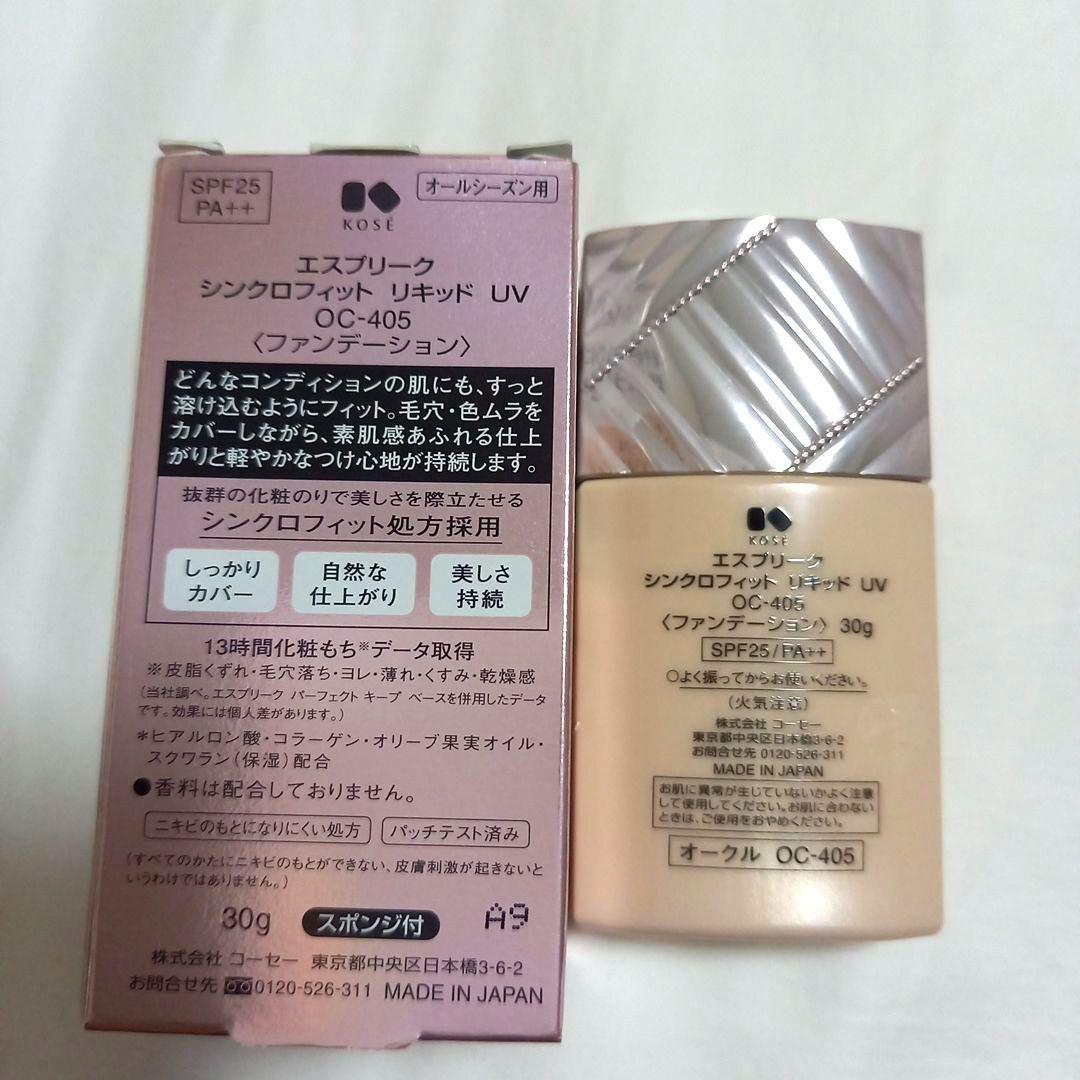 SPF25
PA++
KOSÉ
オールシーズン用
エスプリーク
シンクロフィット リキッド UV
OC-405
〈ファンデーション〉
どんなコンディションの肌にも、すっと
溶け込むようにフィット。毛穴・色ムラを
カバーしながら、素肌感あふれる仕上
がりと軽やかなつけ心地が持続します。
抜群の化粧のりで美しさを際立たせる
シンクロフィット処方採用
しっかり
カバー
自然な
仕上がり
美しさ
持続
13時間化粧もち※データ取得
※皮脂くずれ・毛穴落ち・ヨレ・薄れ・くすみ・乾燥感
(当社調べ。エスプリーク パーフェクト キープ ベースを併用したデータ
です。効果には個人差があります。)
*ヒアルロン酸・コラーゲン・オリーブ果実オイル・
スクワラン(保湿)配合
●香料は配合しておりません。
ニキビのもとになりにくい処方
パッチテスト済み
(すべてのかたにニキビのもとができない、皮膚刺激が起きないと
いうわけではありません。)
30g
スポンジ付
A9
株式会社 コーセー 東京都中央区日本橋3-6-2
お問合せ先 0120-526-311 MADE IN JAPAN
KOSÉ
エスプリーク
シンクロフィット リキッド UV
OC-405
〈ファンデーション〉 30g
SPF25/PA++
○よく振ってからお使いください。
(火気注意)
株式会社 コーセー
東京都中央区日本橋3-6-2
お問合せ先 0120-526-311
MADE IN JAPAN
お肌に異常が生じていないかよく注意
して使用してください。お肌に合わない
ときは、ご使用をおやめください。
オークル OC-405